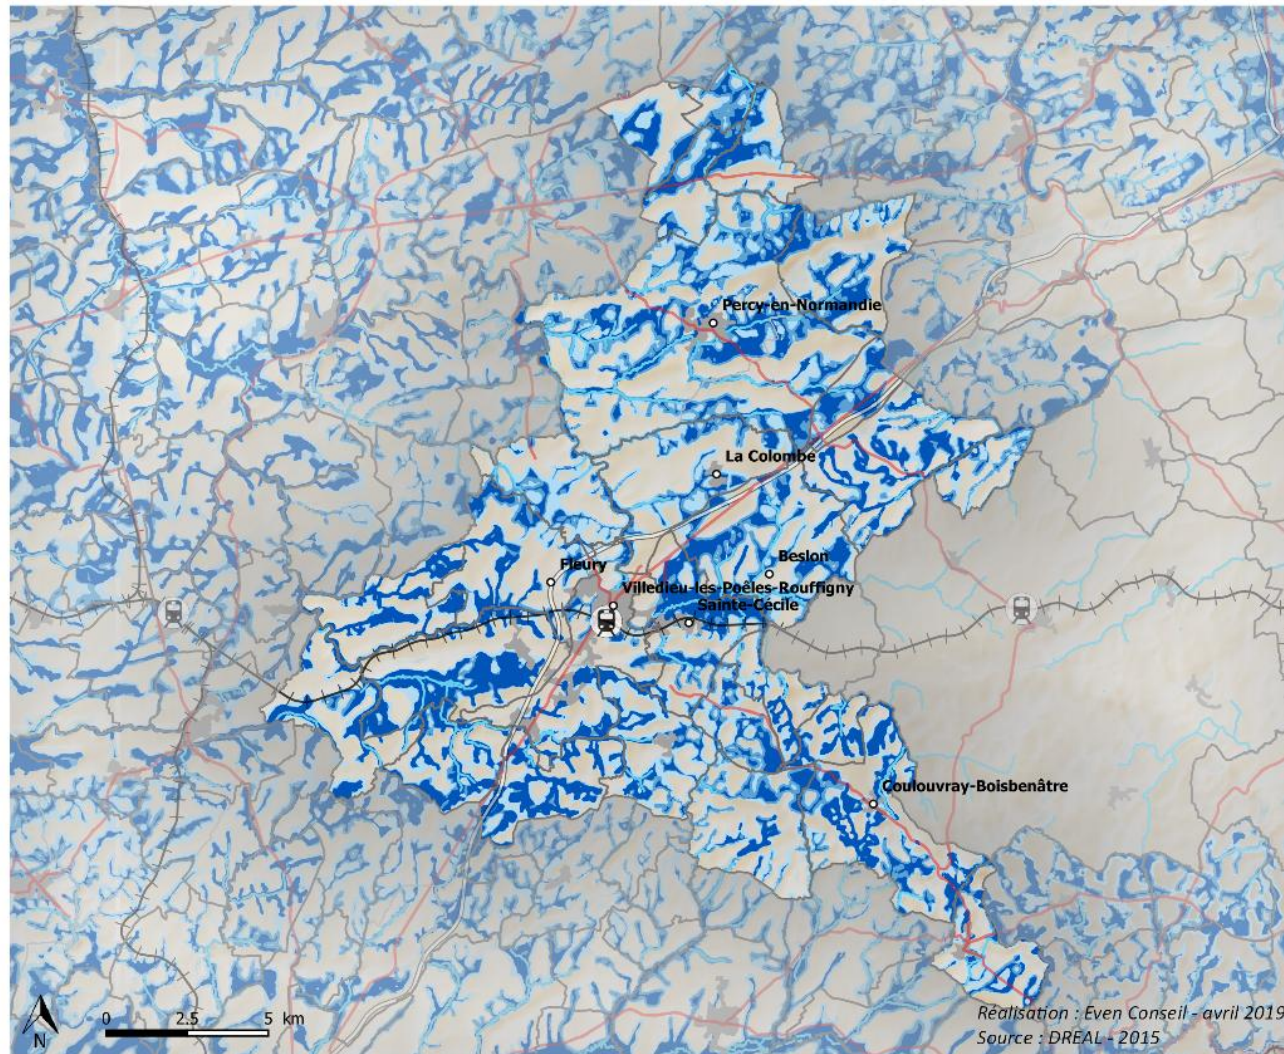 Percy-en-Normandie
La Colombe
Beslon
Fleury
Villedieu-les-Poêles-Rouffigny
Sainte-Cécile
Coulouvray-Boisbenâtre
0 2.5 5 km
N
Réalisation : Even Conseil - avril 2019
Source : DREAL - 2015